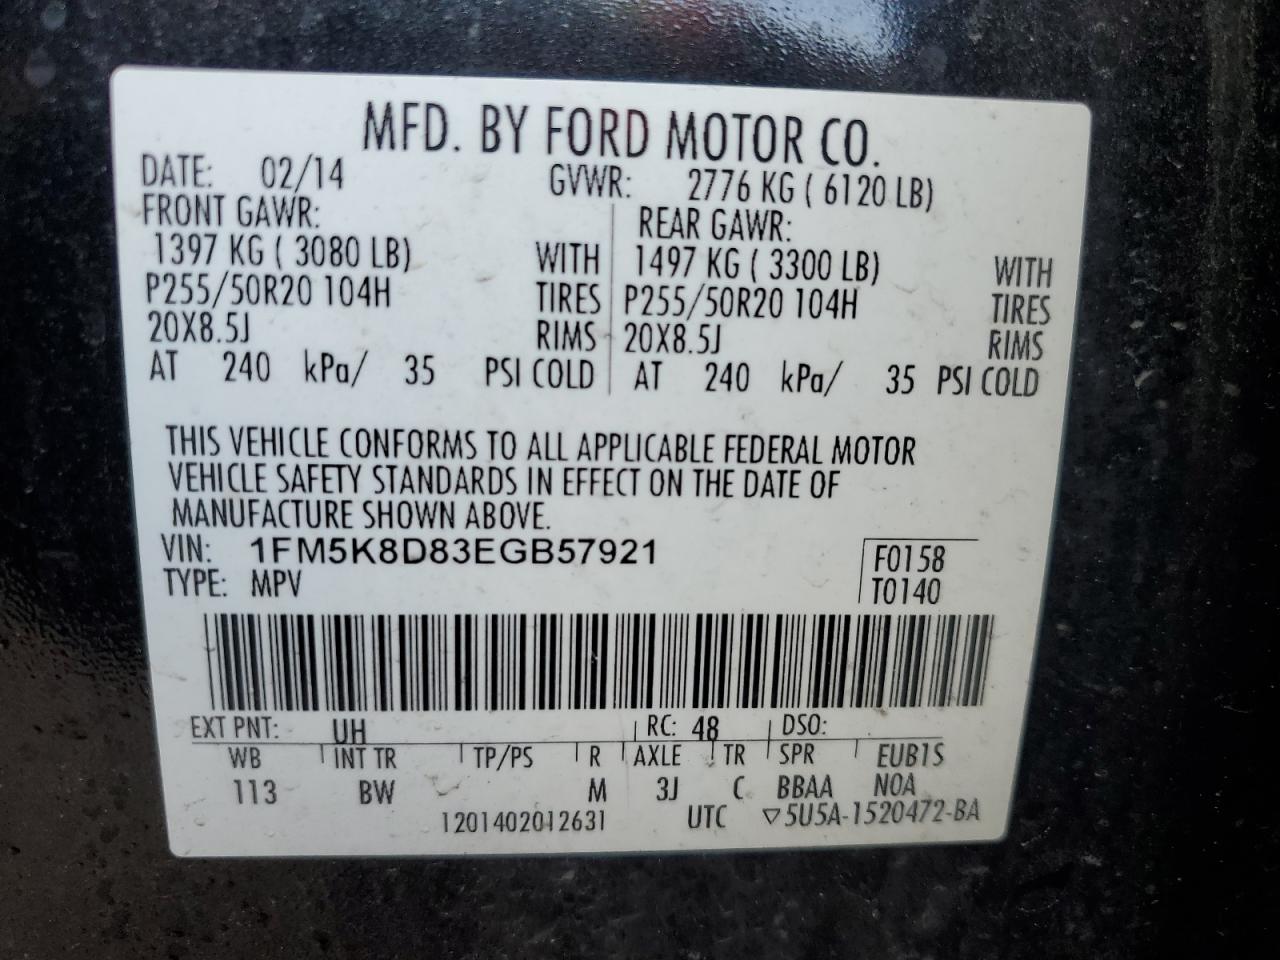 MFD. BY FORD MOTOR CO.
DATE: 02/14 GVWR: 2776 KG ( 6120 LB)
FRONT GAWR: REAR GAWR:
1397 KG ( 3080 LB) WITH 1497 KG ( 3300 LB) WITH
P255/50R20 104H TIRES P255/50R20 104H TIRES
20X8.5J RIMS 20X8.5J RIMS
AT 240 kPa/ 35 PSI COLD AT 240 kPa/ 35 PSI COLD
THIS VEHICLE CONFORMS TO ALL APPLICABLE FEDERAL MOTOR
VEHICLE SAFETY STANDARDS IN EFFECT ON THE DATE OF
MANUFACTURE SHOWN ABOVE.
VIN: 1FM5K8D83EGB57921 F0158
TYPE: MPV T0140
EXT PNT: UH RC: 48 DSO:
WB INT TR TP/PS R AXLE TR SPR EUB1S
113 BW M 3J C BBAA NOA
1201402012631 UTC ▽5U5A-1520472-BA